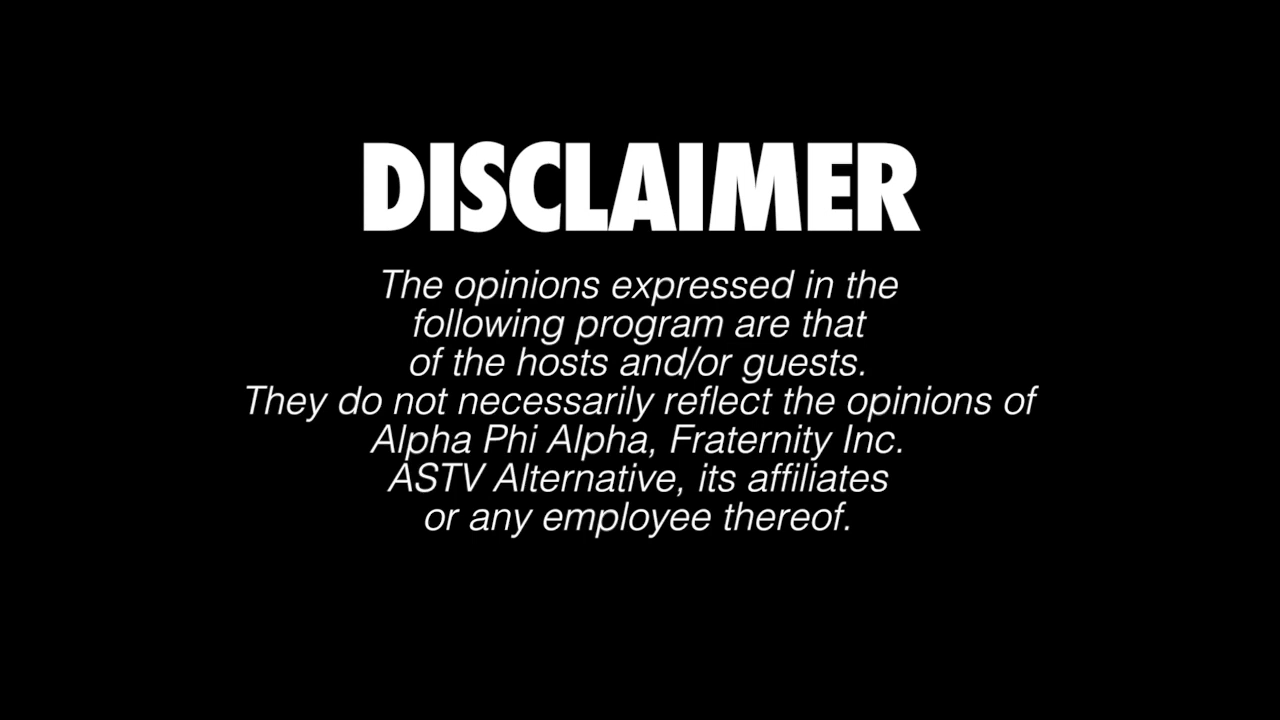 DISCLAIMER
The opinions expressed in the
following program are that
of the hosts and/or guests.
They do not necessarily reflect the opinions of
Alpha Phi Alpha, Fraternity Inc.
ASTV Alternative, its affiliates
or any employee thereof.